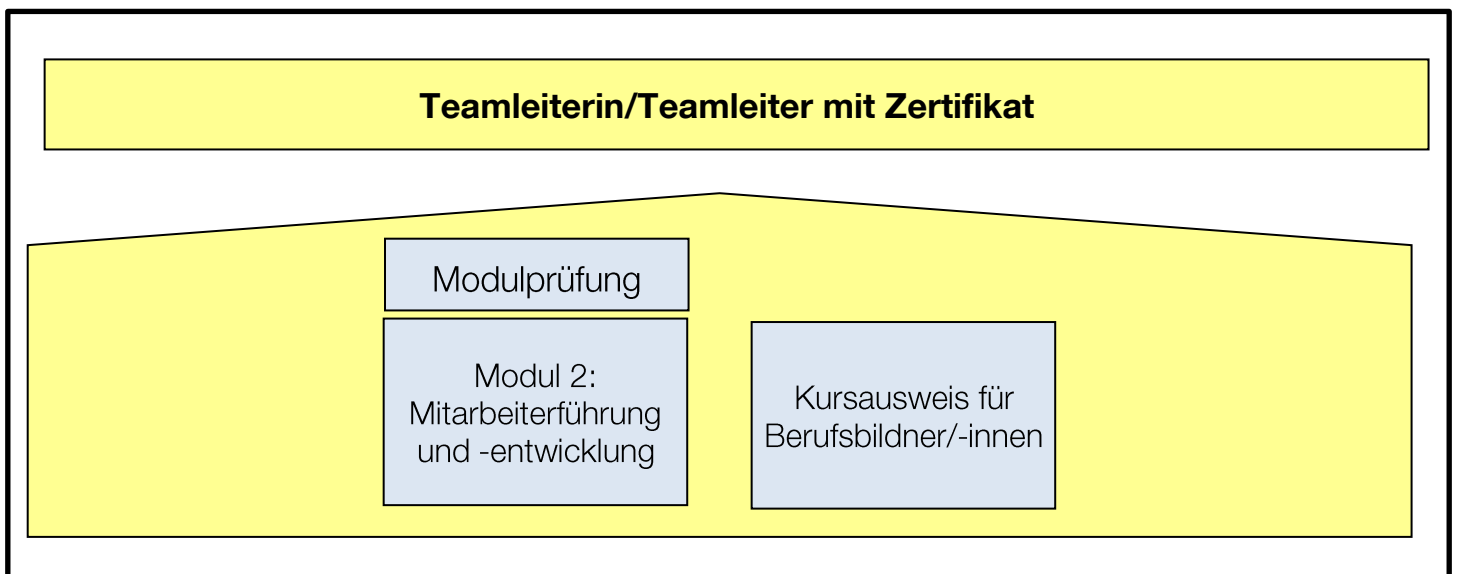 Teamleiterin/Teamleiter mit Zertifikat
Modulprüfung
Modul 2:
Mitarbeiterführung
und -entwicklung
Kursausweis für
Berufsbildner/-innen